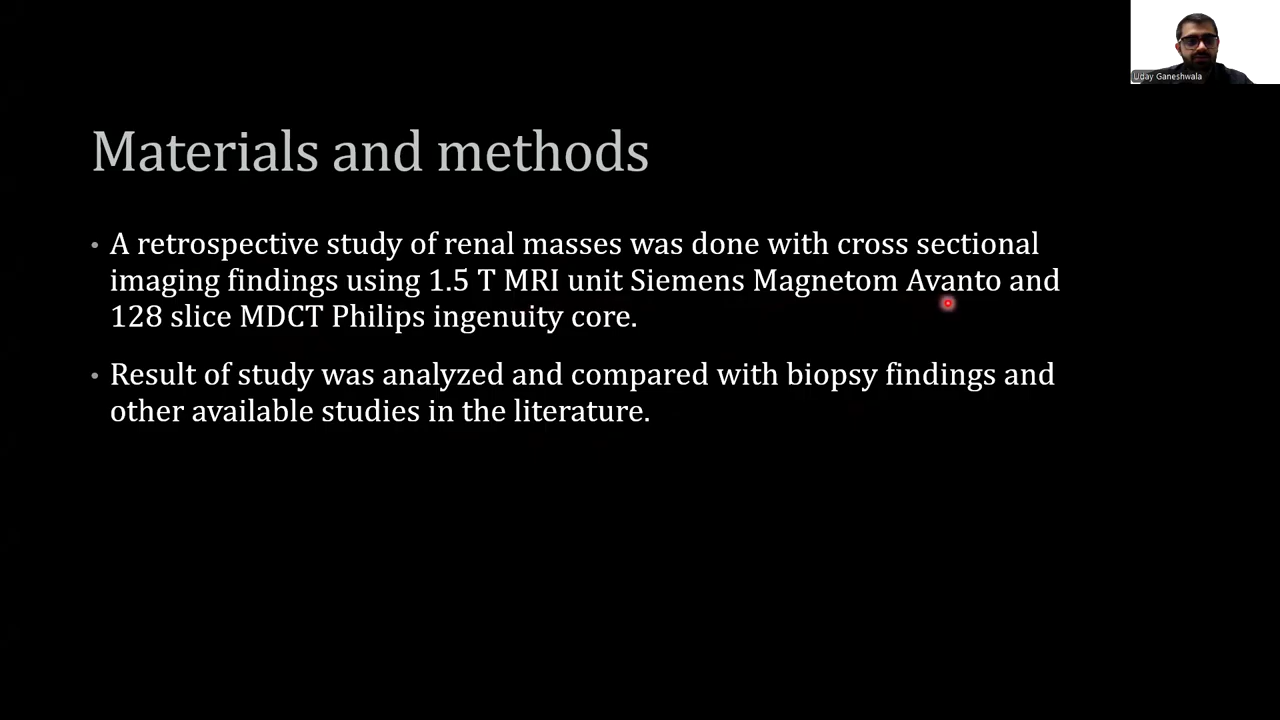 Uday Ganeshwala
Materials and methods
• A retrospective study of renal masses was done with cross sectional
imaging findings using 1.5 T MRI unit Siemens Magnetom Avanto and
128 slice MDCT Philips ingenuity core.
• Result of study was analyzed and compared with biopsy findings and
other available studies in the literature.